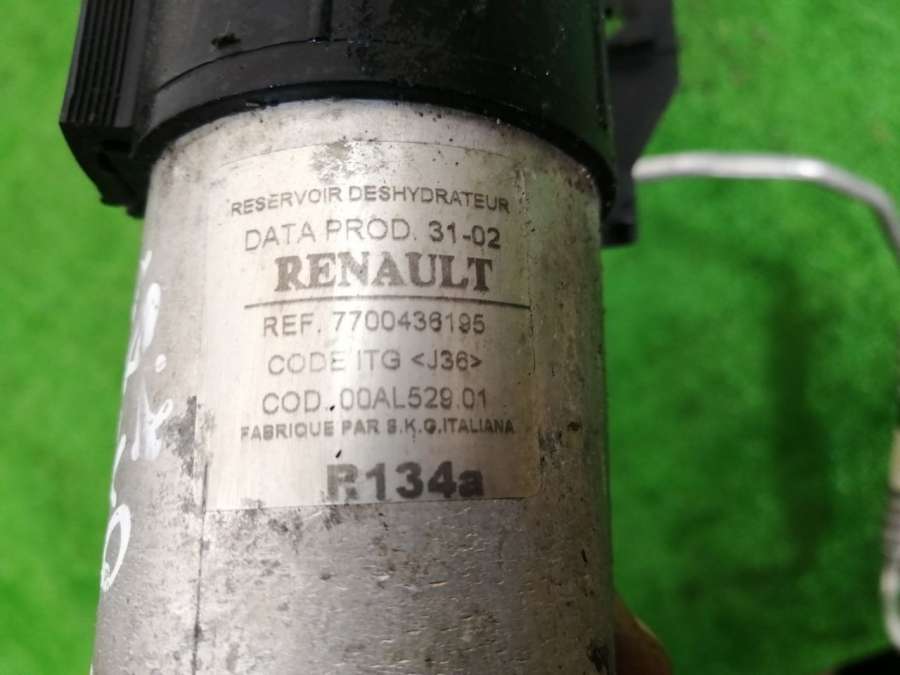 RESERVOIR DESHYDRATEUR
DATA PROD. 31-02
RENAULT
REF. 7700436195
CODE ITG <J36>
COD. 00AL529.01
FABRIQUE PAR S.K.G.ITALIANA
R134a